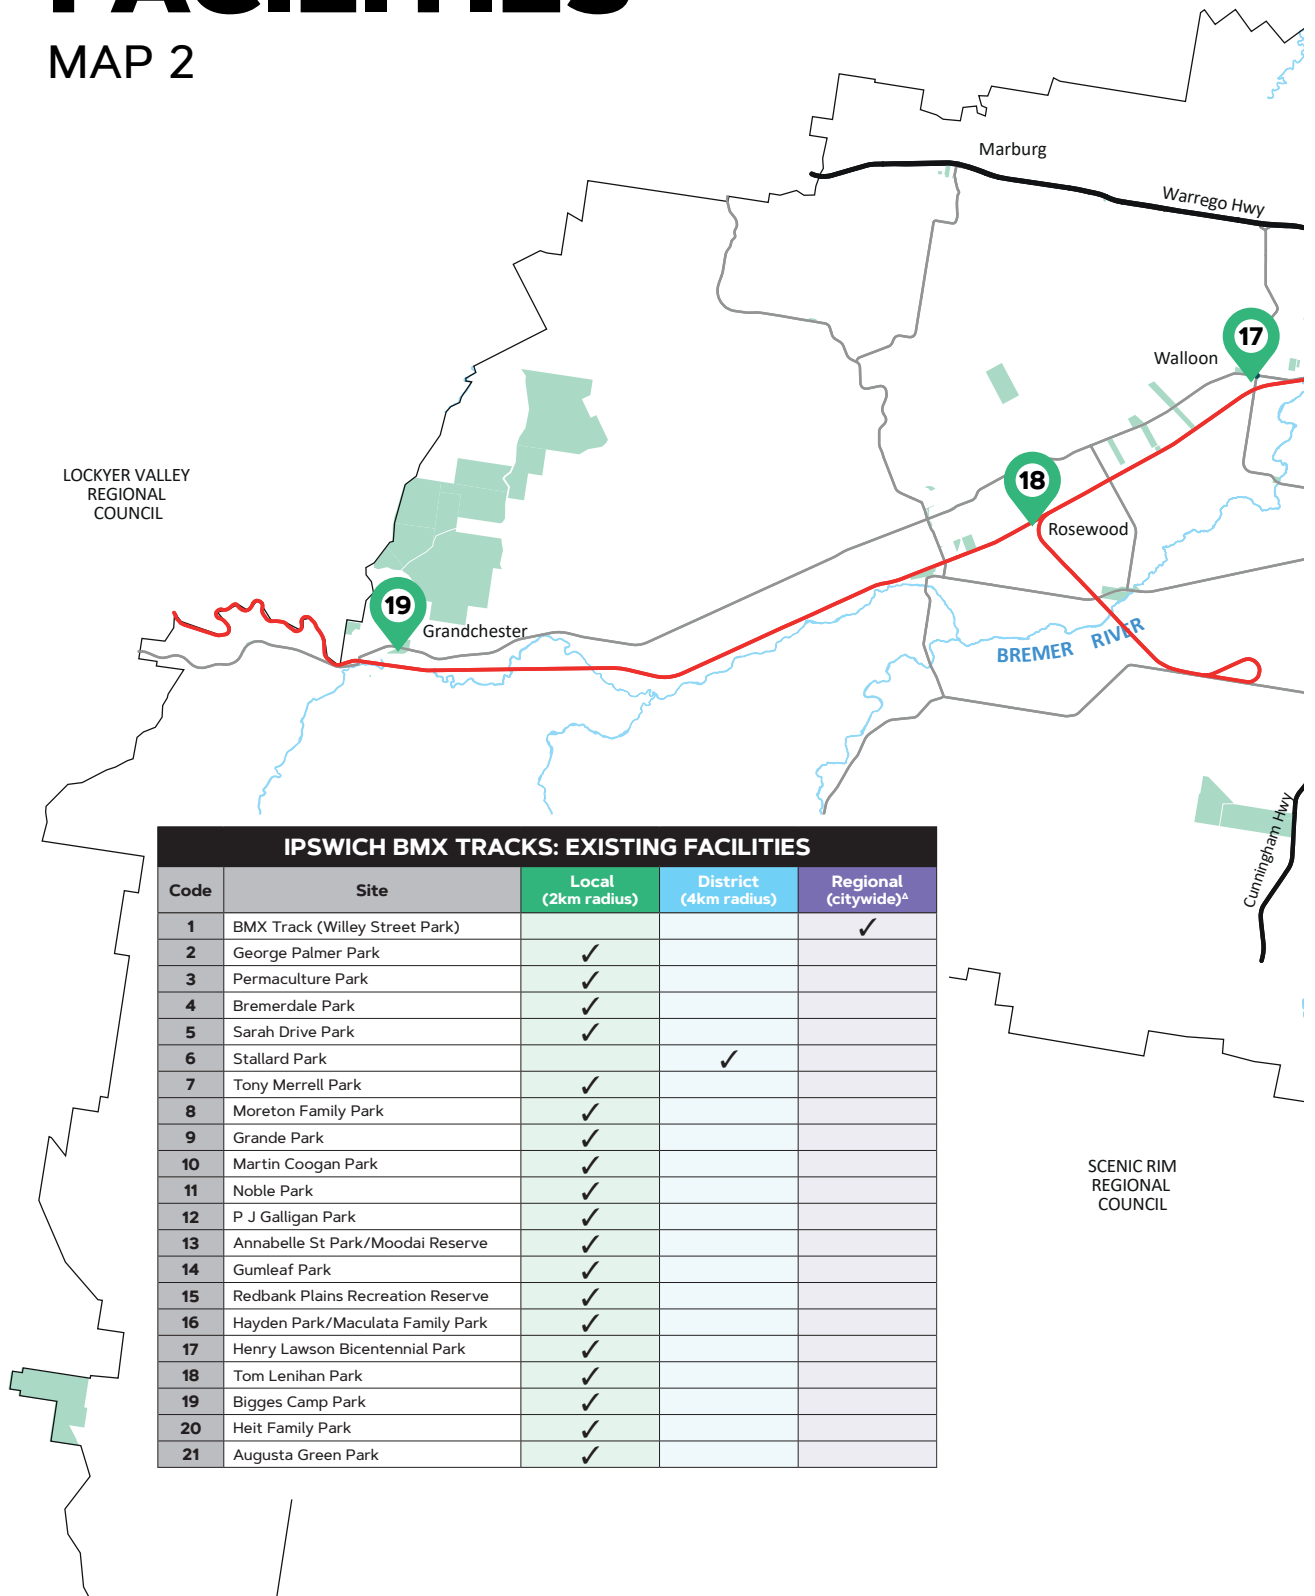 FACILITIES
MAP 2
Marburg
Warrego Hwy
17
Walloon
LOCKYER VALLEY
REGIONAL
COUNCIL
18
Rosewood
19
Grandchester
BREMER RIVER
Cunningham Hwy
IPSWICH BMX TRACKS: EXISTING FACILITIES
Code Site Local (2km radius) District (4km radius) Regional (citywide)Δ
1 BMX Track (Willey Street Park) ✓
2 George Palmer Park ✓
3 Permaculture Park ✓
4 Bremerdale Park ✓
5 Sarah Drive Park ✓
6 Stallard Park ✓
7 Tony Merrell Park ✓
8 Moreton Family Park ✓
9 Grande Park ✓
10 Martin Coogan Park ✓
11 Noble Park ✓
12 P J Galligan Park ✓
13 Annabelle St Park/Moodai Reserve ✓
14 Gumleaf Park ✓
15 Redbank Plains Recreation Reserve ✓
16 Hayden Park/Maculata Family Park ✓
17 Henry Lawson Bicentennial Park ✓
18 Tom Lenihan Park ✓
19 Bigges Camp Park ✓
20 Heit Family Park ✓
21 Augusta Green Park ✓
SCENIC RIM
REGIONAL
COUNCIL